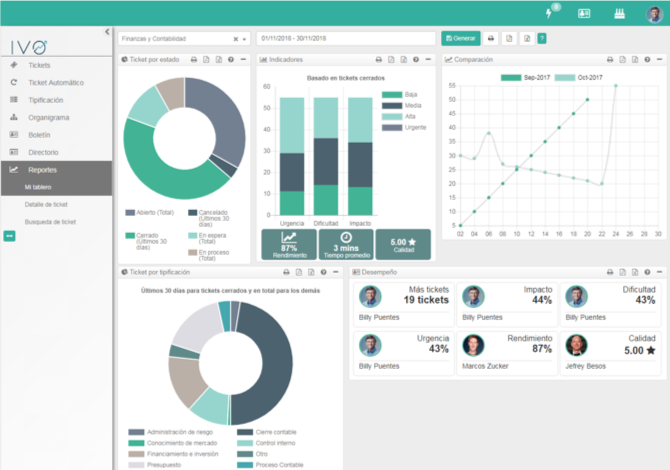 8
IVO
Tickets
Ticket Automático
Tipificación
Organigrama
Boletín
Directorio
Reportes
Mi tablero
Detalle de ticket
Busqueda de ticket
Finanzas y Contabilidad
01/11/2018 - 30/11/2018
Generar
?
Ticket por estado
Abierto (Total)
Cancelado (Últimos 30 días)
Cerrado (Últimos 30 días)
En espera (Total)
En proceso (Total)
Indicadores
Basado en tickets cerrados
60
50
40
30
20
10
0
Urgencia Dificultad Impacto
Baja
Media
Alta
Urgente
87%
Rendimiento
3 mins
Tiempo promedio
5.00
Calidad
Comparación
Sep-2017 Oct-2017
55
50
45
40
35
30
25
20
15
10
5
02 04 06 08 10 12 14 16 18 20 22 24 26 28 30
Ticket por tipificación
Últimos 30 días para tickets cerrados y en total para los demás
Administración de riesgo
Cierre contable
Conocimiento de mercado
Control interno
Financiamiento e inversión
Otro
Presupuesto
Proceso Contable
Desempeño
Más tickets
19 tickets
Billy Puentes
Impacto
44%
Billy Puentes
Dificultad
43%
Billy Puentes
Urgencia
43%
Billy Puentes
Rendimiento
87%
Marcos Zucker
Calidad
5.00
Jefrey Besos